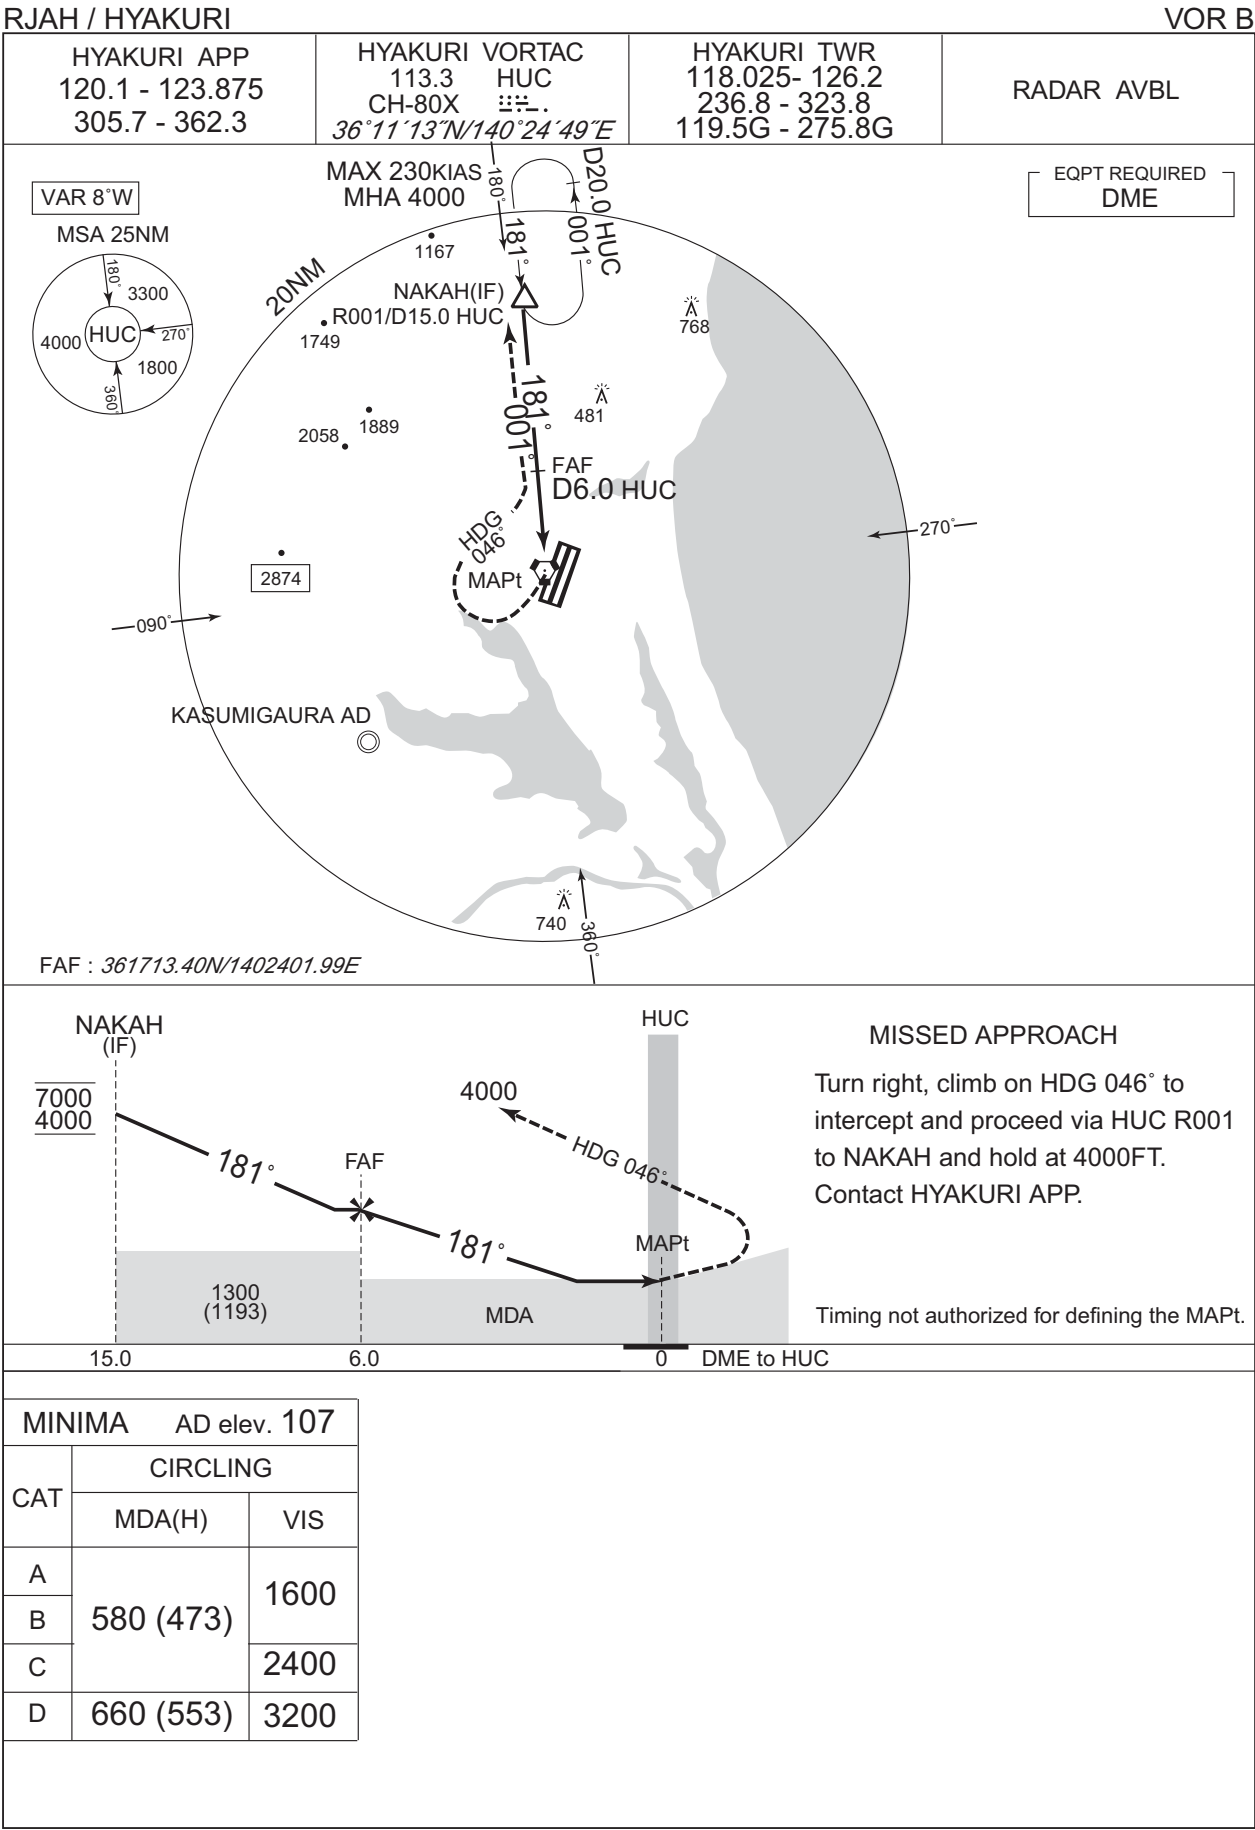 RJAH / HYAKURI
VOR B
HYAKURI APP
120.1 - 123.875
305.7 - 362.3
HYAKURI VORTAC
113.3 HUC
CH-80X
36°11´13˝N/140°24´49˝E
HYAKURI TWR
118.025- 126.2
236.8 - 323.8
119.5G - 275.8G
RADAR AVBL
EQPT REQUIRED
DME
VAR 8˚W
MSA 25NM
180˚
3300
HUC
270˚
4000
1800
360˚
MAX 230KIAS
MHA 4000
180˚
181˚
001˚
D20.0 HUC
20NM
1167
NAKAH(IF)
R001/D15.0 HUC
1749
768
181˚
001˚
481
1889
2058
FAF
D6.0 HUC
HDG
046˚
270˚
2874
MAPt
090˚
KASUMIGAURA AD
740
360˚
FAF : 361713.40N/1402401.99E
NAKAH
(IF)
7000
4000
181˚
FAF
181˚
4000
HDG 046˚
HUC
MAPt
1300
(1193)
MDA
15.0
6.0
0
DME to HUC
MISSED APPROACH
Turn right, climb on HDG 046˚ to
intercept and proceed via HUC R001
to NAKAH and hold at 4000FT.
Contact HYAKURI APP.
Timing not authorized for defining the MAPt.
MINIMA AD elev. 107
CAT
CIRCLING
MDA(H)
VIS
A
B
580 (473)
1600
C
2400
D
660 (553)
3200